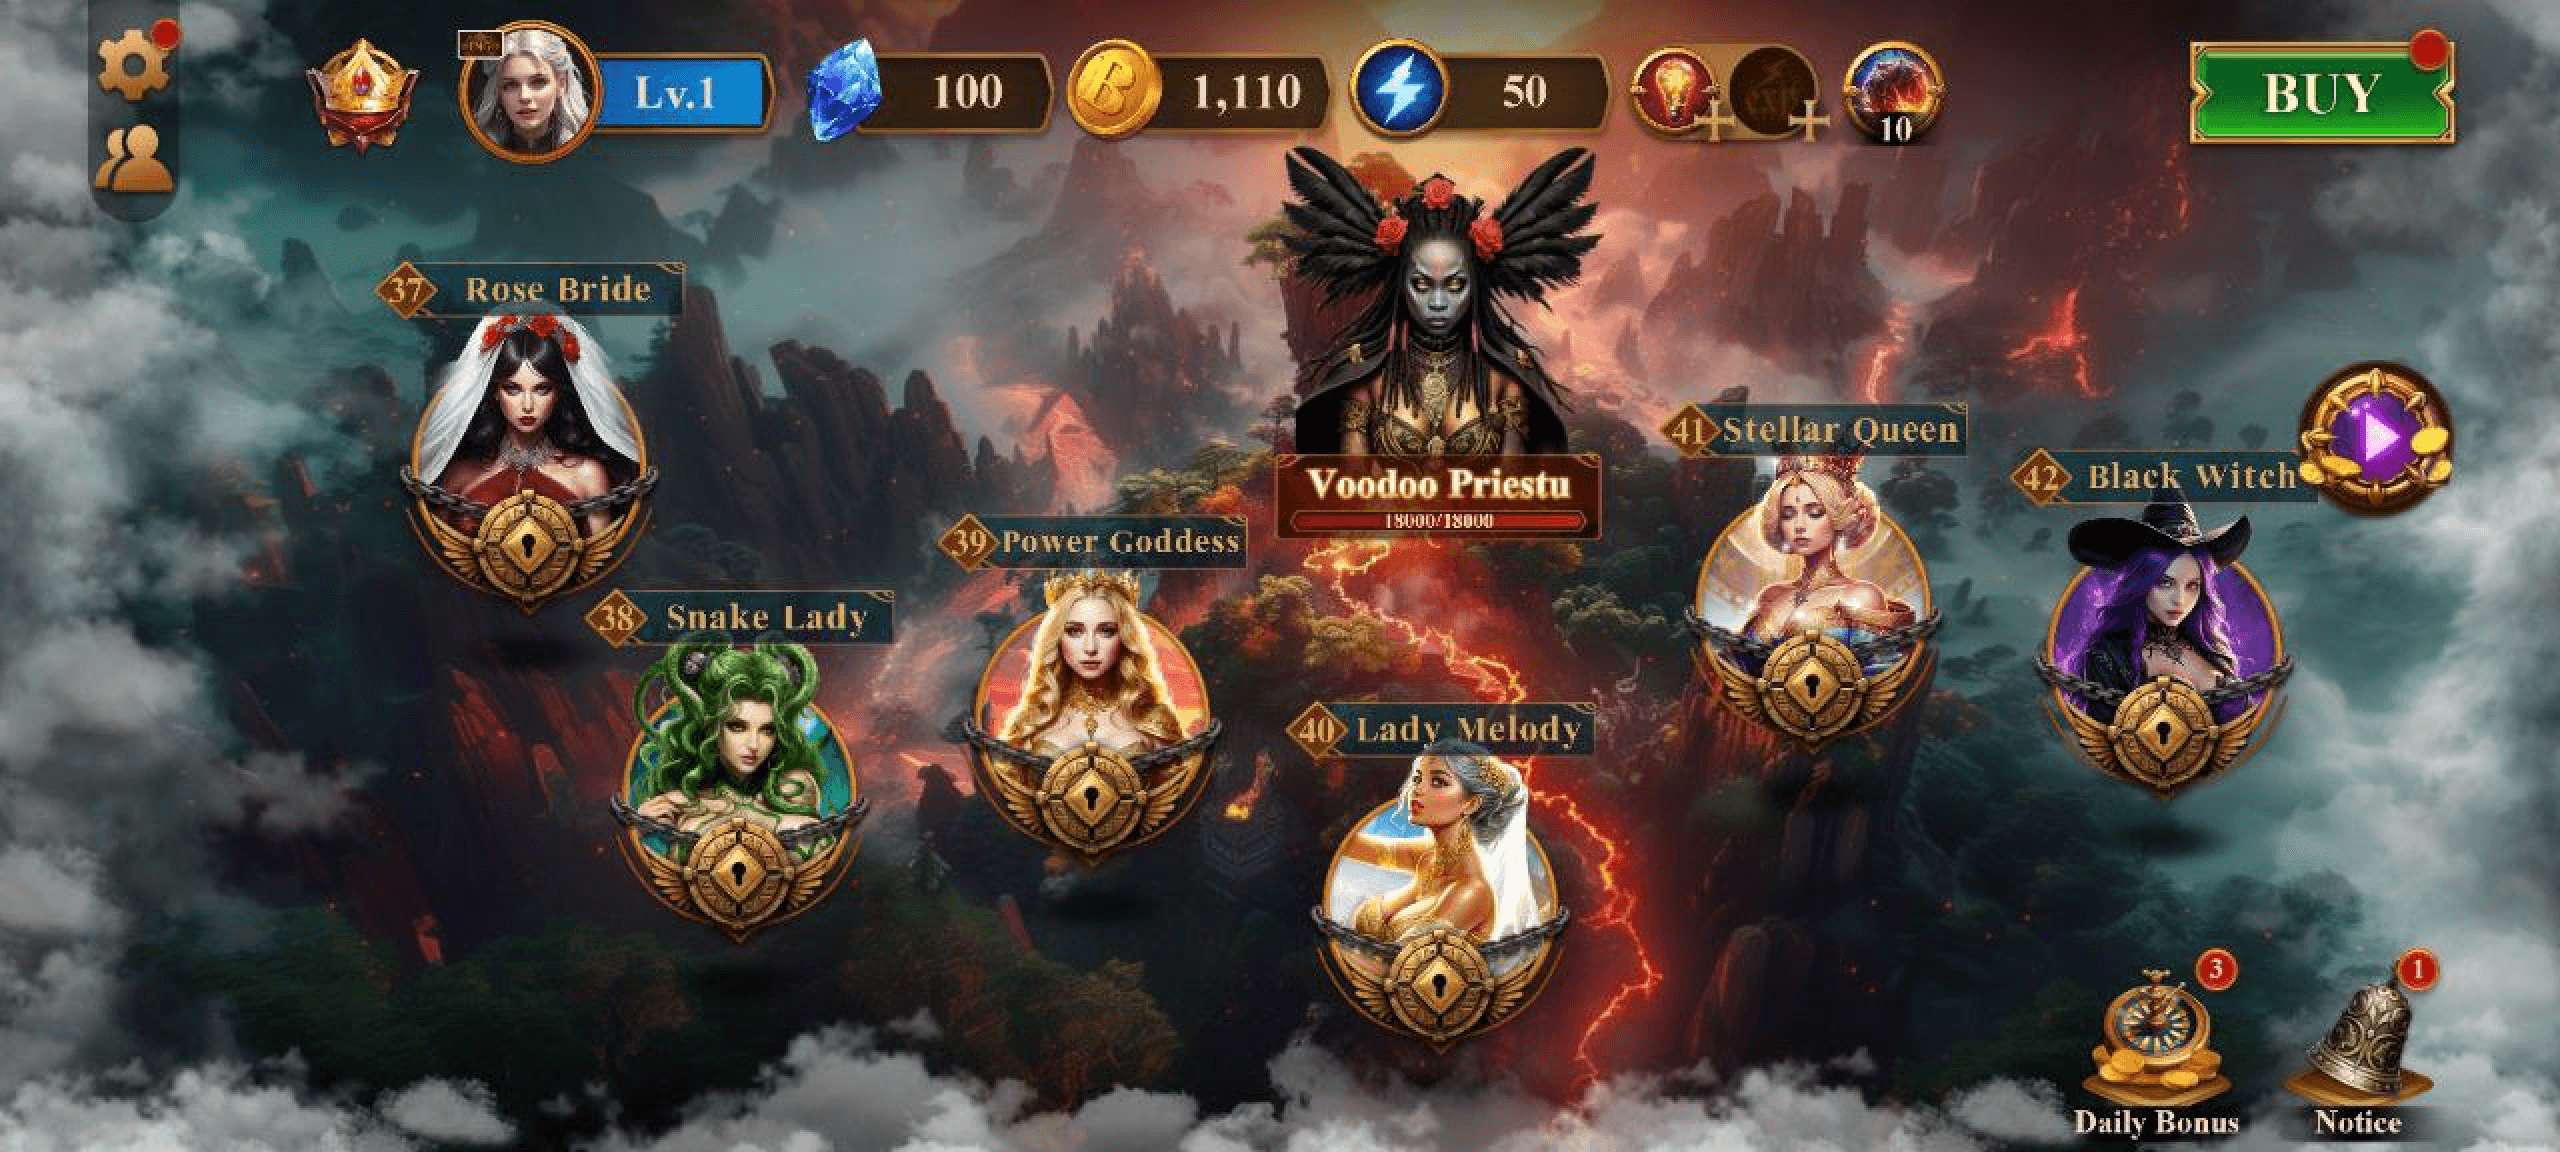 Lv.1
100
1,110
50
10
BUY
37 Rose Bride
Voodoo Priestu
18000/18000
41 Stellar Queen
42 Black Witch
39 Power Goddess
38 Snake Lady
40 Lady Melody
3
1
Daily Bonus
Notice